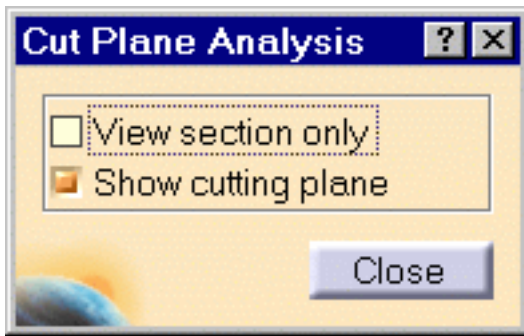 Cut Plane Analysis ? ×
View section only
Show cutting plane
Close